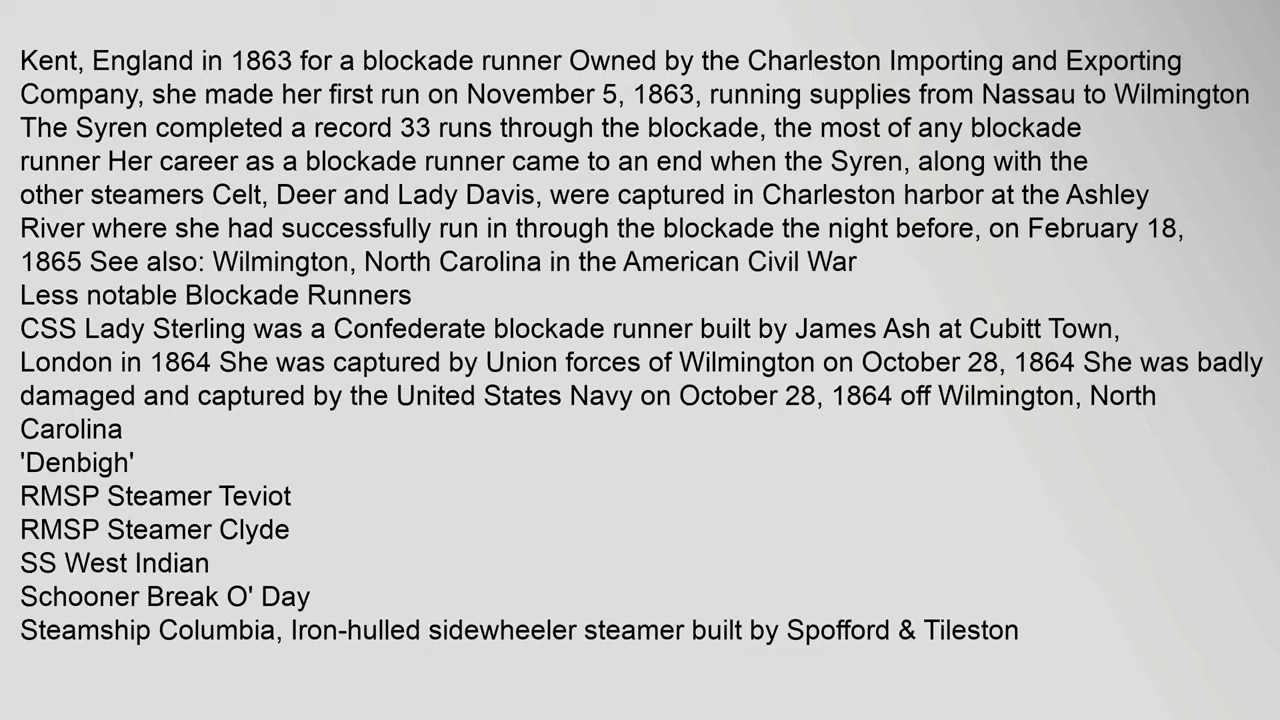 Kent, England in 1863 for a blockade runner Owned by the Charleston Importing and Exporting
Company, she made her first run on November 5, 1863, running supplies from Nassau to Wilmington
The Syren completed a record 33 runs through the blockade, the most of any blockade
runner Her career as a blockade runner came to an end when the Syren, along with the
other steamers Celt, Deer and Lady Davis, were captured in Charleston harbor at the Ashley
River where she had successfully run in through the blockade the night before, on February 18,
1865 See also: Wilmington, North Carolina in the American Civil War
Less notable Blockade Runners
CSS Lady Sterling was a Confederate blockade runner built by James Ash at Cubitt Town,
London in 1864 She was captured by Union forces of Wilmington on October 28, 1864 She was badly
damaged and captured by the United States Navy on October 28, 1864 off Wilmington, North
Carolina
'Denbigh'
RMSP Steamer Teviot
RMSP Steamer Clyde
SS West Indian
Schooner Break O' Day
Steamship Columbia, Iron-hulled sidewheeler steamer built by Spofford & Tileston